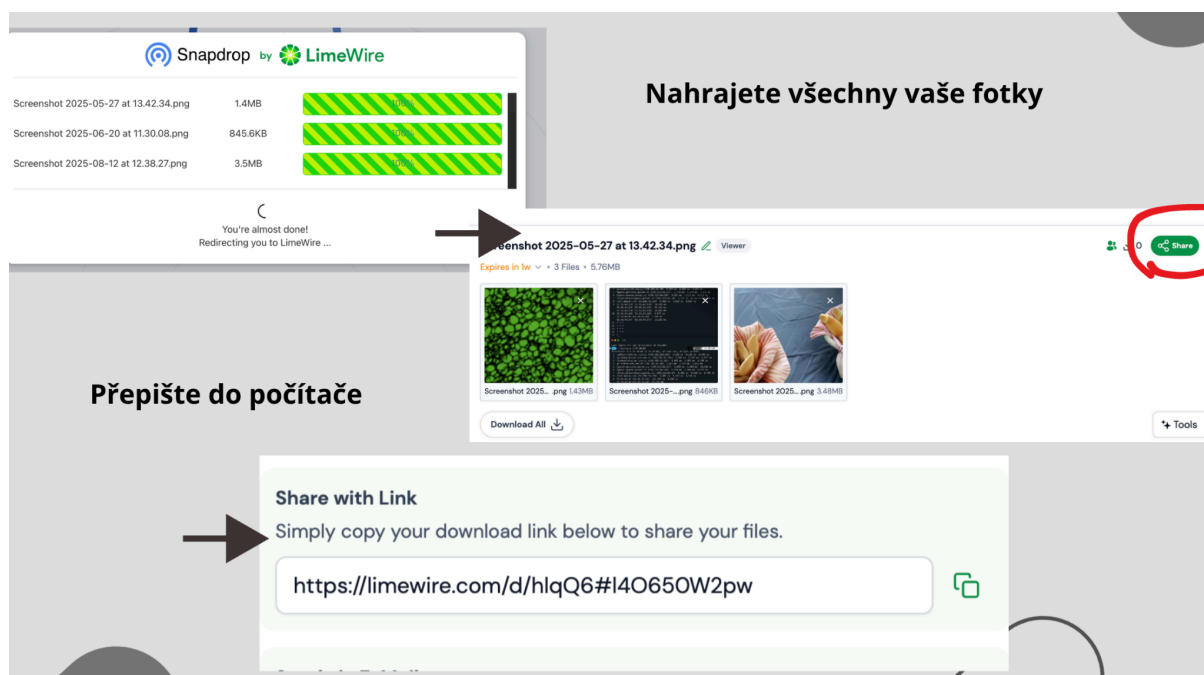 Snapdrop by LimeWire
Nahrajete všechny vaše fotky
Screenshot 2025-05-27 at 13.42.34.png 1.4MB 100%
Screenshot 2025-06-20 at 11.30.08.png 845.6KB 100%
Screenshot 2025-08-12 at 12.38.27.png 3.5MB 100%
You're almost done!
Redirecting you to LimeWire ...
2025-05-27 at 13.42.34.png Viewer 0 Share
Expires in 1w • 3 Files • 5.76MB
Screenshot 2025... .png 1.43MB Screenshot 2025-...png 846KB Screenshot 2025... .png 3.48MB
Přepište do počítače
Download All Tools
Share with Link
Simply copy your download link below to share your files.
https://limewire.com/d/hlqQ6#l4O650W2pw